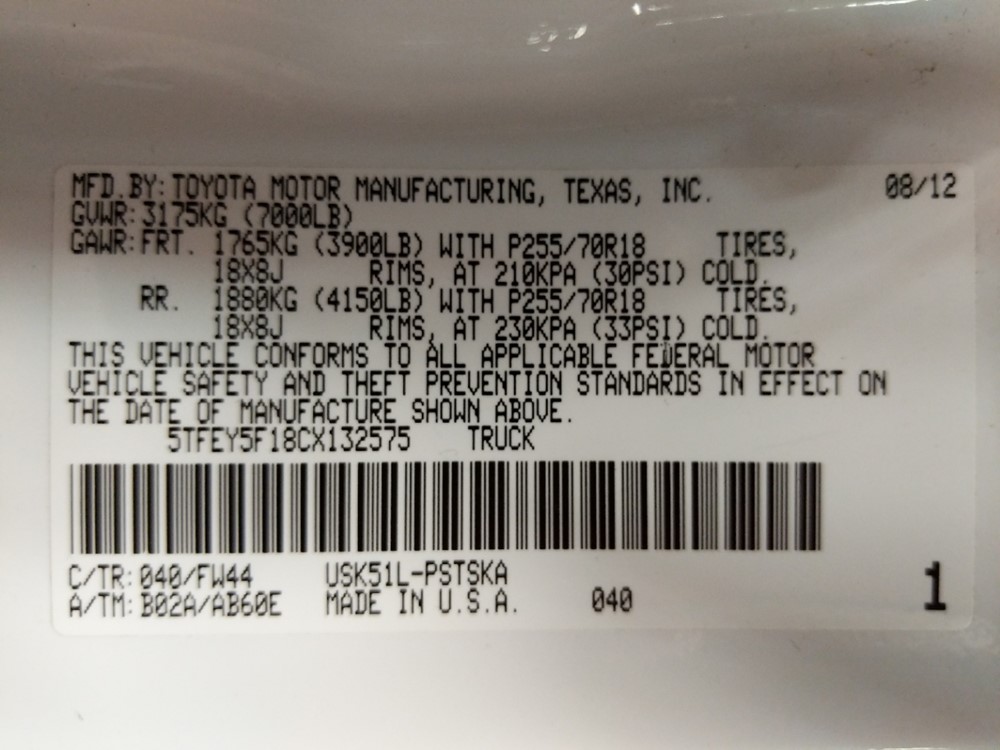 MFD.BY:TOYOTA MOTOR MANUFACTURING, TEXAS, INC. 08/12
GVWR:3175KG (7000LB)
GAWR:FRT. 1765KG (3900LB) WITH P255/70R18 TIRES,
18X8J RIMS, AT 210KPA (30PSI) COLD.
RR. 1880KG (4150LB) WITH P255/70R18 TIRES,
18X8J RIMS, AT 230KPA (33PSI) COLD.
THIS VEHICLE CONFORMS TO ALL APPLICABLE FEDERAL MOTOR
VEHICLE SAFETY AND THEFT PREVENTION STANDARDS IN EFFECT ON
THE DATE OF MANUFACTURE SHOWN ABOVE.
5TFEY5F18CX132575 TRUCK
C/TR:040/FW44 USK51L-PSTSKA
A/TM:B02A/AB60E MADE IN U.S.A. 040 1